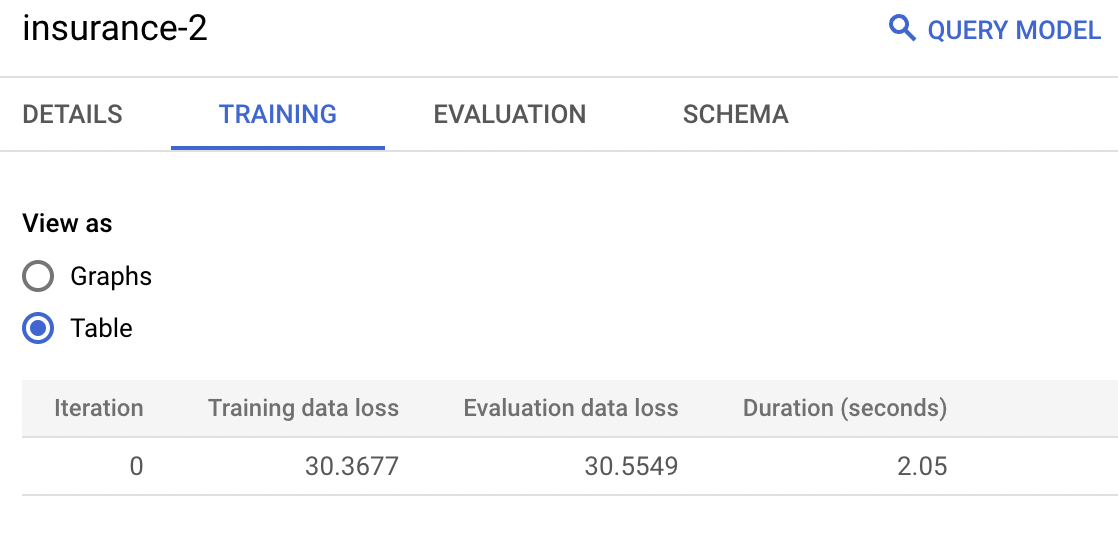 insurance-2
QUERY MODEL
DETAILS TRAINING EVALUATION SCHEMA
View as
Graphs
Table
Iteration Training data loss Evaluation data loss Duration (seconds)
0 30.3677 30.5549 2.05